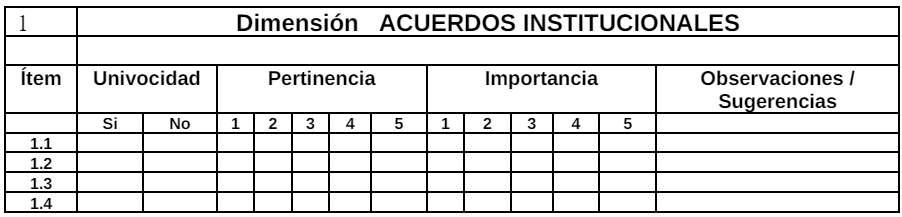 1 Dimensión ACUERDOS INSTITUCIONALES
Ítem Univocidad Pertinencia Importancia Observaciones /
Sugerencias
Si No 1 2 3 4 5 1 2 3 4 5
1.1
1.2
1.3
1.4